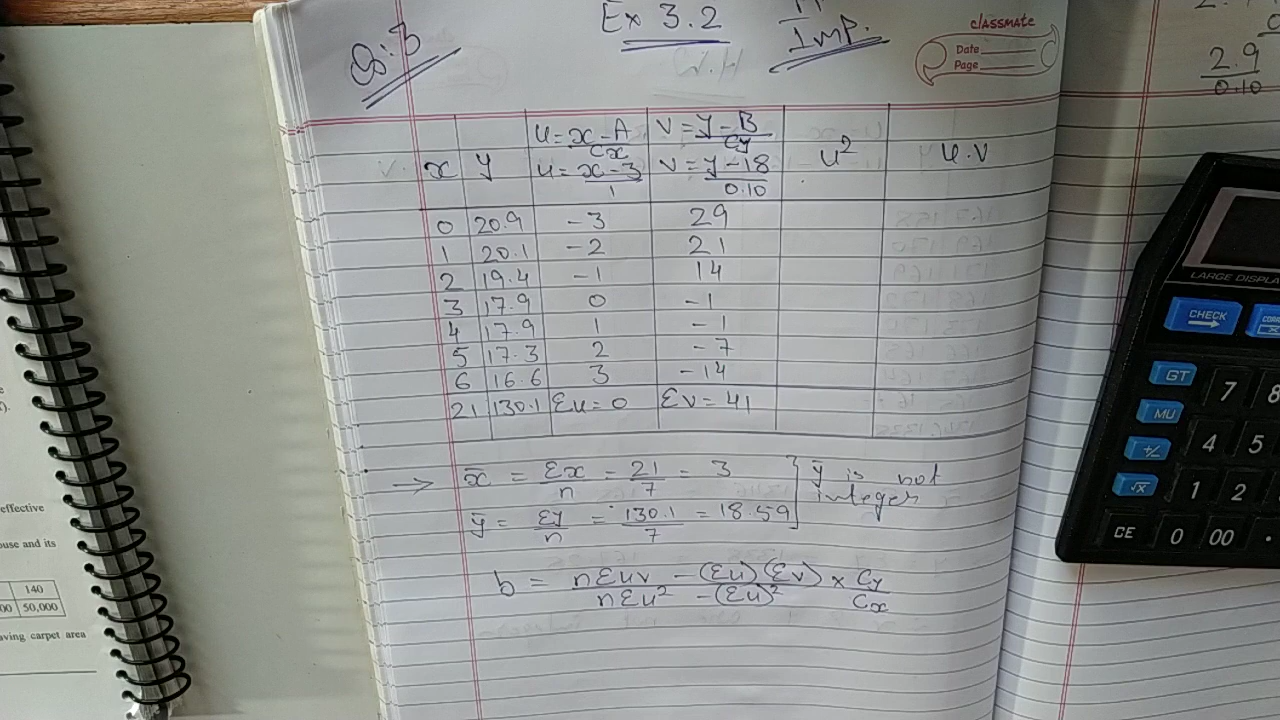 Q:3
Ex 3.2
Imp.
classmate
Date
Page
x y u = x - A / Cx v = y - B / Cy u² u.v
u = x - 3 / 1 v = y - 18 / 0.10
0 20.9 -3 29
1 20.1 -2 21
2 19.4 -1 14
3 17.9 0 -1
4 17.9 1 -1
5 17.3 2 -7
6 16.6 3 -14
21 130.1 Σu = 0 Σv = 41
→ x̄ = Σx / n = 21 / 7 = 3
ȳ = Σy / n = 130.1 / 7 = 18.59
ȳ is not
integer
b = nΣuv - (Σu)(Σv) / nΣu² - (Σu)² × Cy / Cx
2.9
0.10
effective
ouse and its
140
00 50,000
aving carpet area
LARGE DISPLA
CHECK
GT
7 8
MU
4 5
+/-
1 2
√x
CE 0 00 .